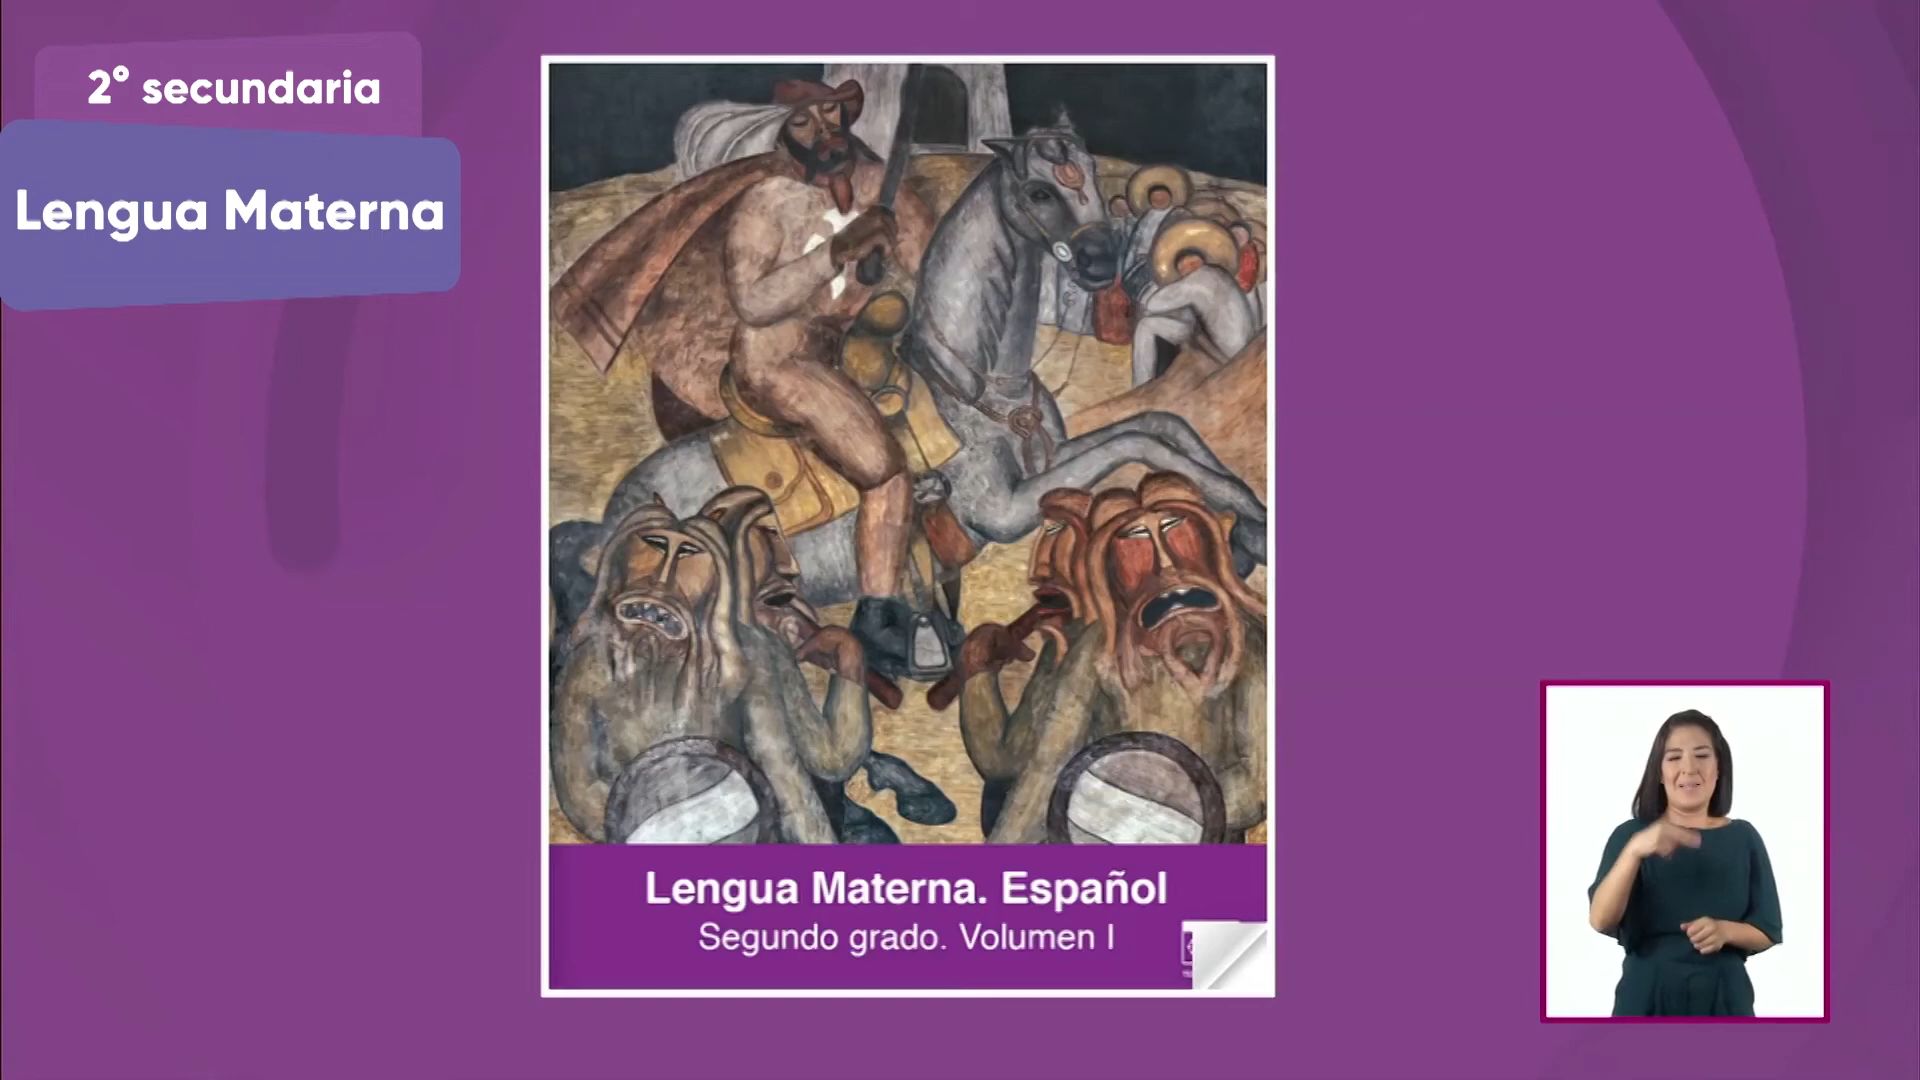 2° secundaria
Lengua Materna
Lengua Materna. Español
Segundo grado. Volumen I